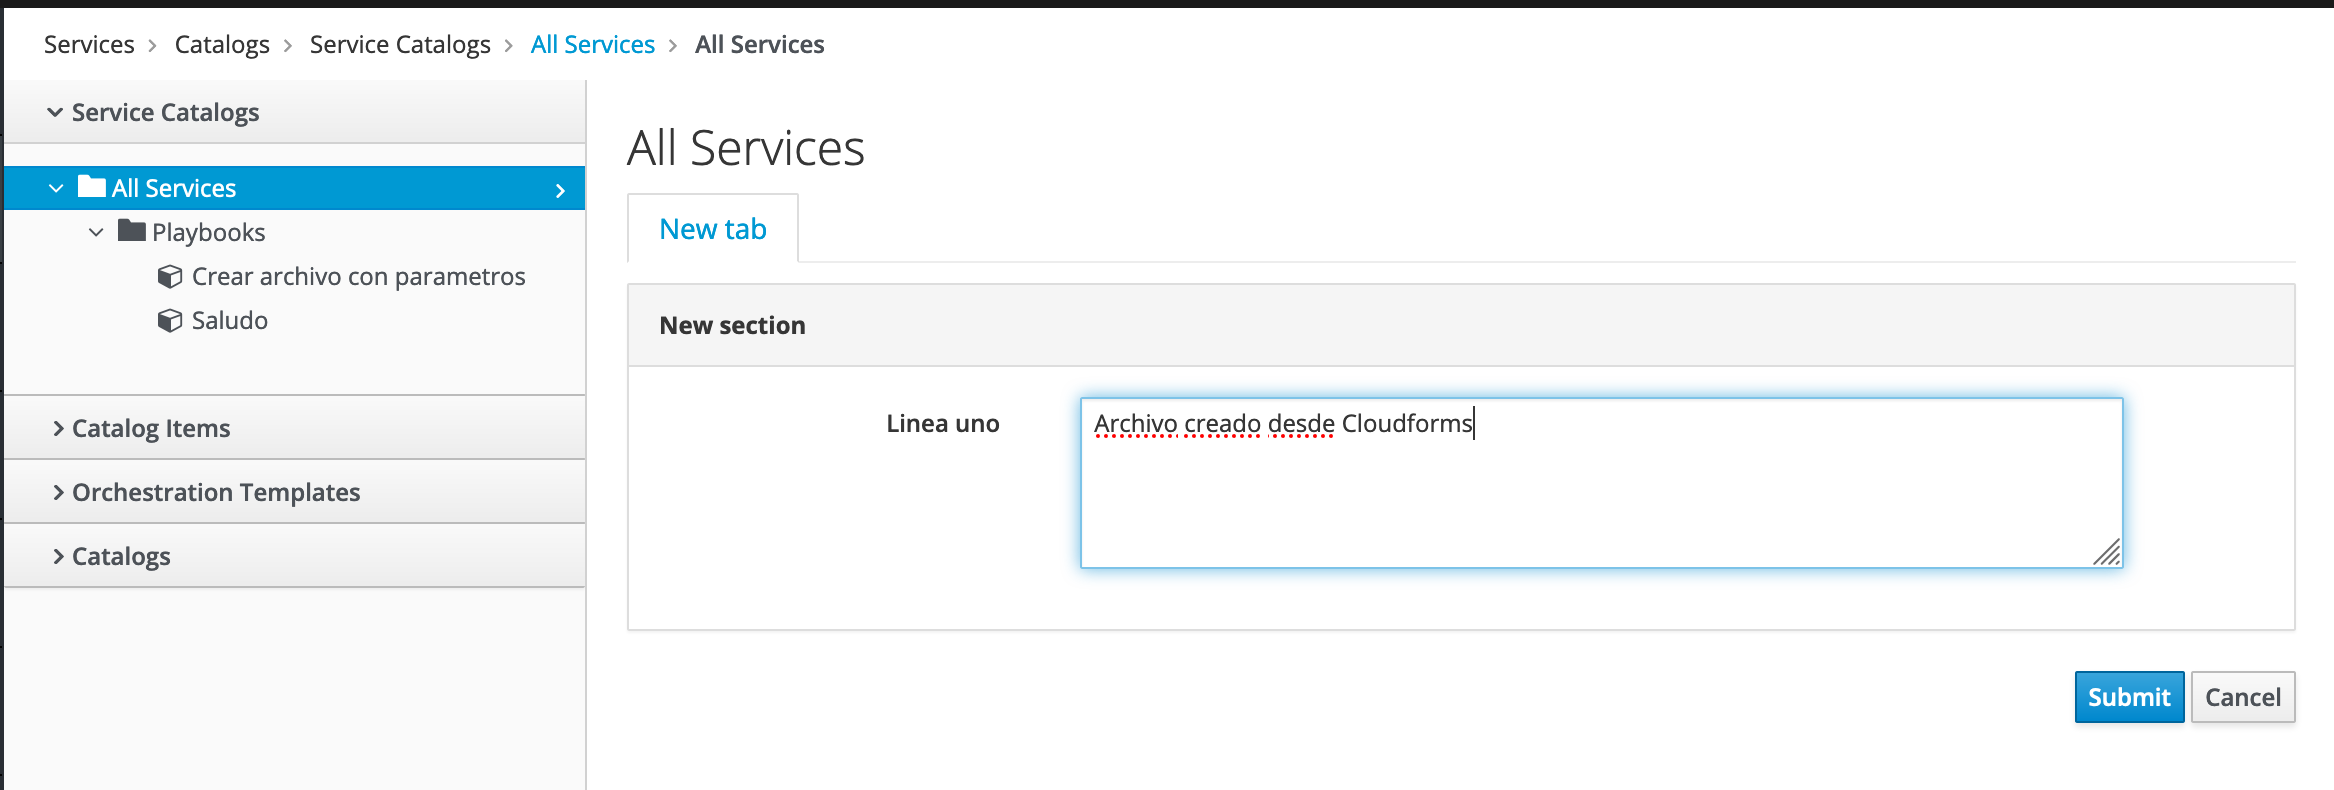 Services > Catalogs > Service Catalogs > All Services > All Services
Service Catalogs
All Services
Playbooks
Crear archivo con parametros
Saludo
Catalog Items
Orchestration Templates
Catalogs
All Services
New tab
New section
Linea uno
Archivo creado desde Cloudforms
Submit
Cancel